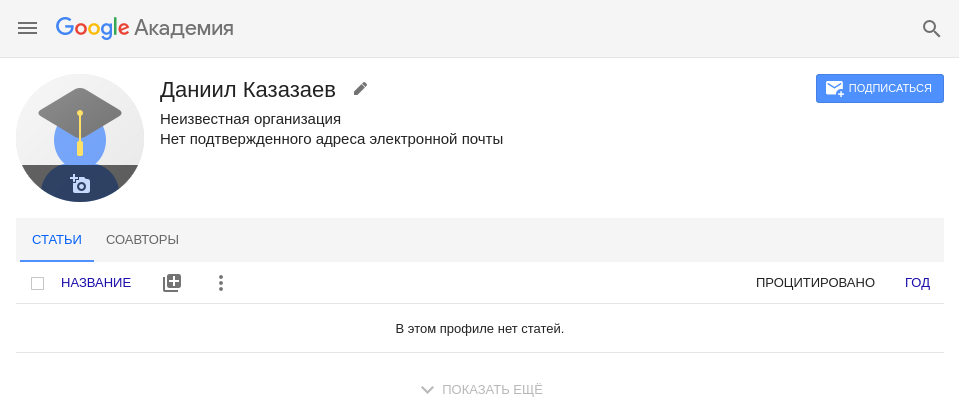 Google Академия
Даниил Казазаев
ПОДПИСАТЬСЯ
Неизвестная организация
Нет подтвержденного адреса электронной почты
СТАТЬИ СОАВТОРЫ
НАЗВАНИЕ ПРОЦИТИРОВАНО ГОД
В этом профиле нет статей.
ПОКАЗАТЬ ЕЩЁ